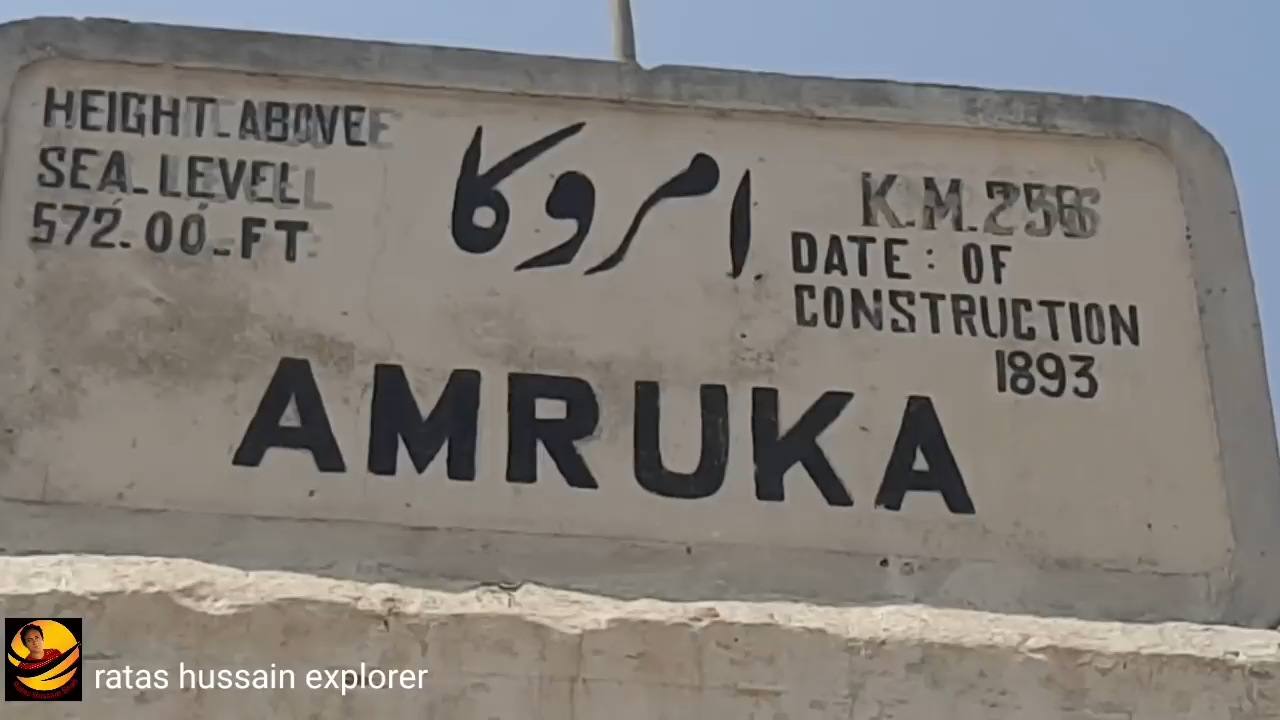 HEIGHT ABOVE
SEA LEVEL
572.00 FT
امروکا
K.M.256
DATE: OF
CONSTRUCTION
1893
AMRUKA
ratas hussain explorer